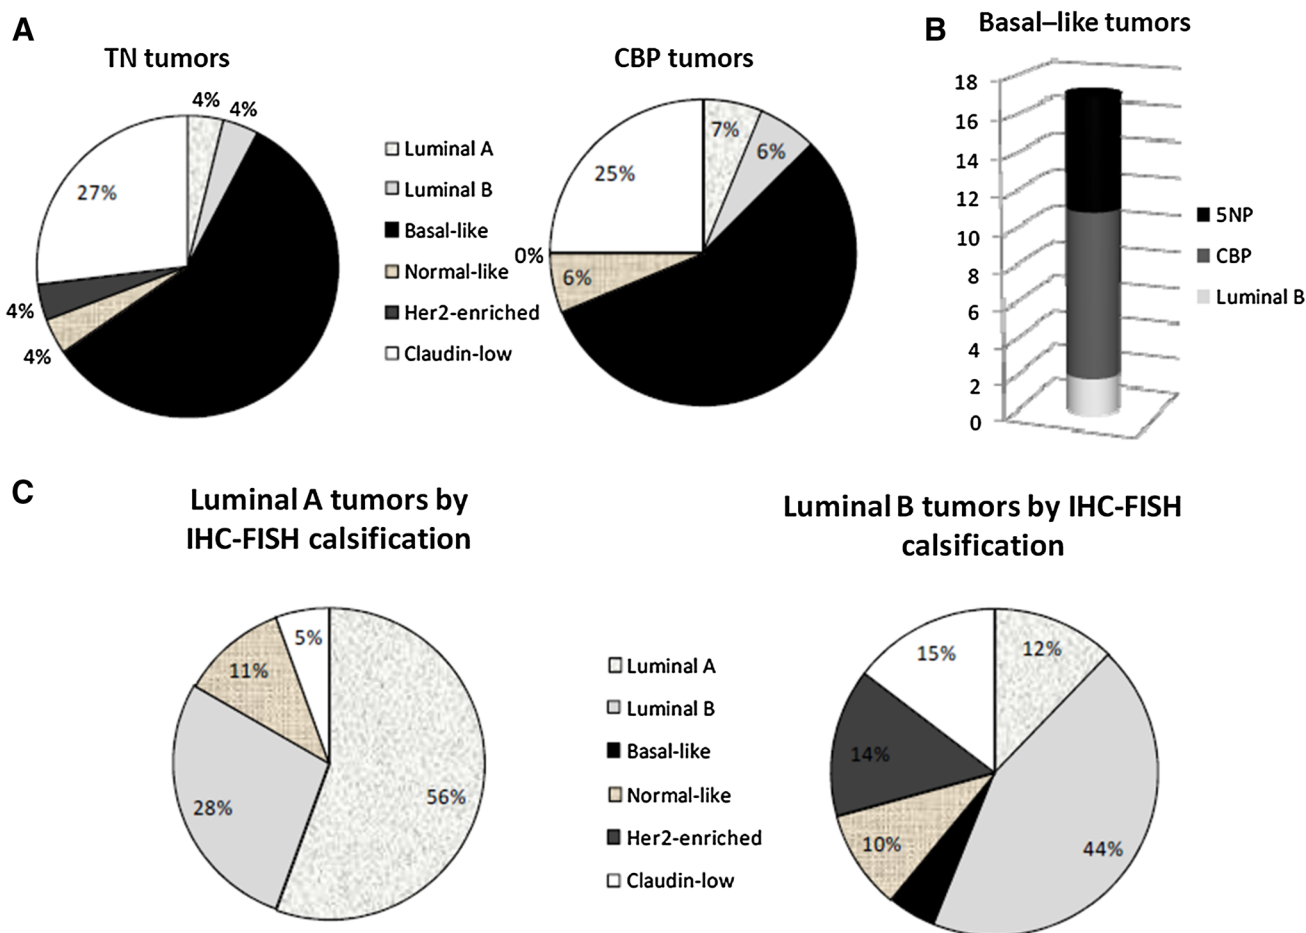 A
TN tumors
4%
4%
27%
4%
4%
Luminal A
Luminal B
Basal-like
Normal-like
Her2-enriched
Claudin-low
CBP tumors
7%
6%
25%
0%
6%
B
Basal–like tumors
18
16
14
12
10
8
6
4
2
0
5NP
CBP
Luminal B
C
Luminal A tumors by
IHC-FISH calsification
5%
11%
28%
56%
Luminal A
Luminal B
Basal-like
Normal-like
Her2-enriched
Claudin-low
Luminal B tumors by IHC-FISH
calsification
12%
15%
14%
10%
44%